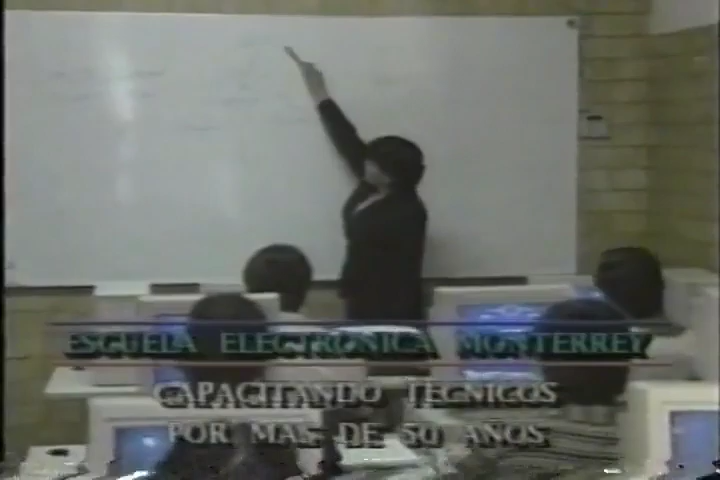 ESCUELA ELECTRONICA MONTERREY
CAPACITANDO TECNICOS
POR MAS DE 50 AÑOS